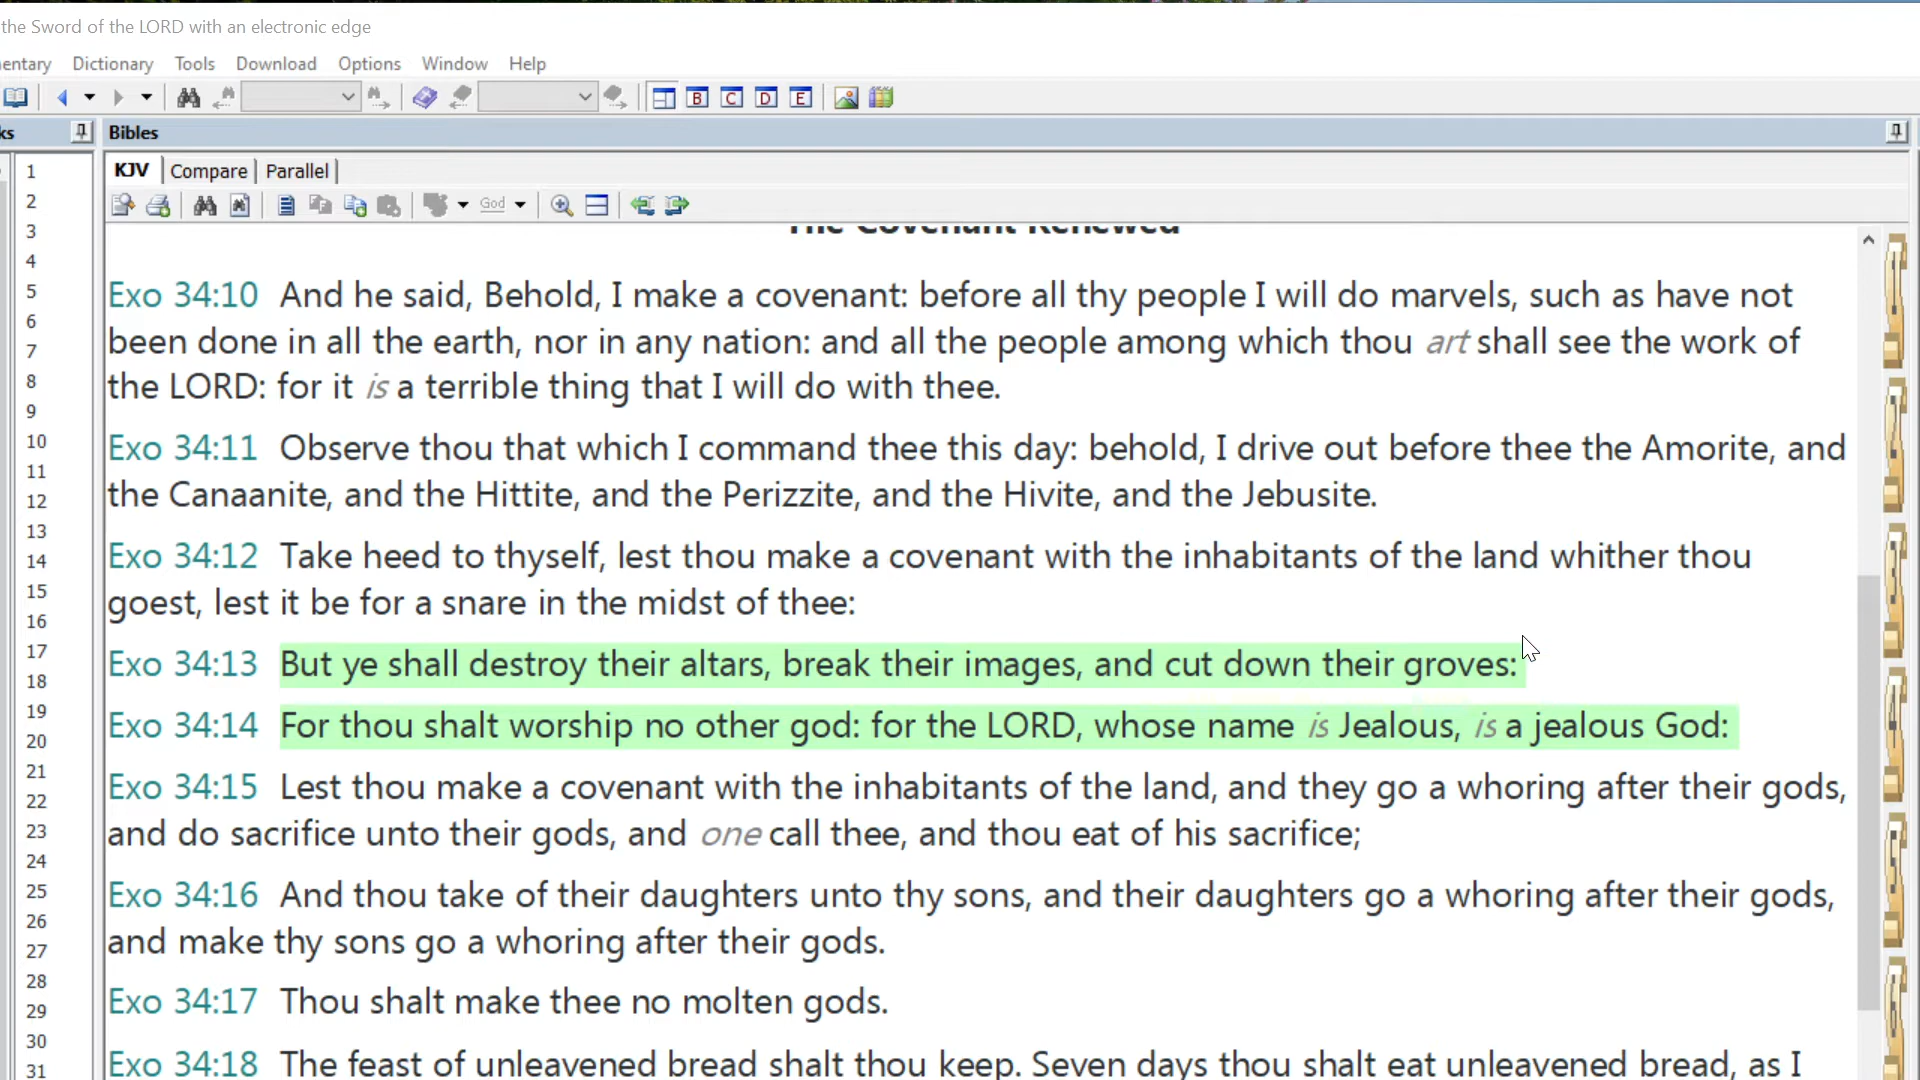 the Sword of the LORD with an electronic edge
entary Dictionary Tools Download Options Window Help
B C D E
ks
Bibles
KJV Compare Parallel
God
1
2
3
4
5
6
7
8
9
10
11
12
13
14
15
16
17
18
19
20
21
22
23
24
25
26
27
28
29
30
31
The Covenant Renewed
Exo 34:10 And he said, Behold, I make a covenant: before all thy people I will do marvels, such as have not
been done in all the earth, nor in any nation: and all the people among which thou art shall see the work of
the LORD: for it is a terrible thing that I will do with thee.
Exo 34:11 Observe thou that which I command thee this day: behold, I drive out before thee the Amorite, and
the Canaanite, and the Hittite, and the Perizzite, and the Hivite, and the Jebusite.
Exo 34:12 Take heed to thyself, lest thou make a covenant with the inhabitants of the land whither thou
goest, lest it be for a snare in the midst of thee:
Exo 34:13 But ye shall destroy their altars, break their images, and cut down their groves:
Exo 34:14 For thou shalt worship no other god: for the LORD, whose name is Jealous, is a jealous God:
Exo 34:15 Lest thou make a covenant with the inhabitants of the land, and they go a whoring after their gods,
and do sacrifice unto their gods, and one call thee, and thou eat of his sacrifice;
Exo 34:16 And thou take of their daughters unto thy sons, and their daughters go a whoring after their gods,
and make thy sons go a whoring after their gods.
Exo 34:17 Thou shalt make thee no molten gods.
Exo 34:18 The feast of unleavened bread shalt thou keep. Seven days thou shalt eat unleavened bread, as I